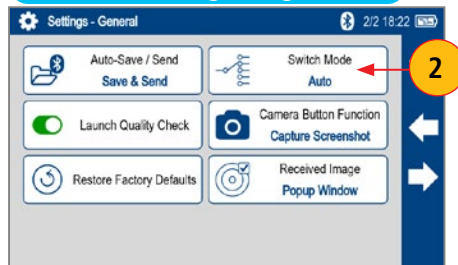 Settings - General
2/2 18:22
Auto-Save / Send
Save & Send
Switch Mode
Auto
2
Launch Quality Check
Camera Button Function
Capture Screenshot
Restore Factory Defaults
Received Image
Popup Window